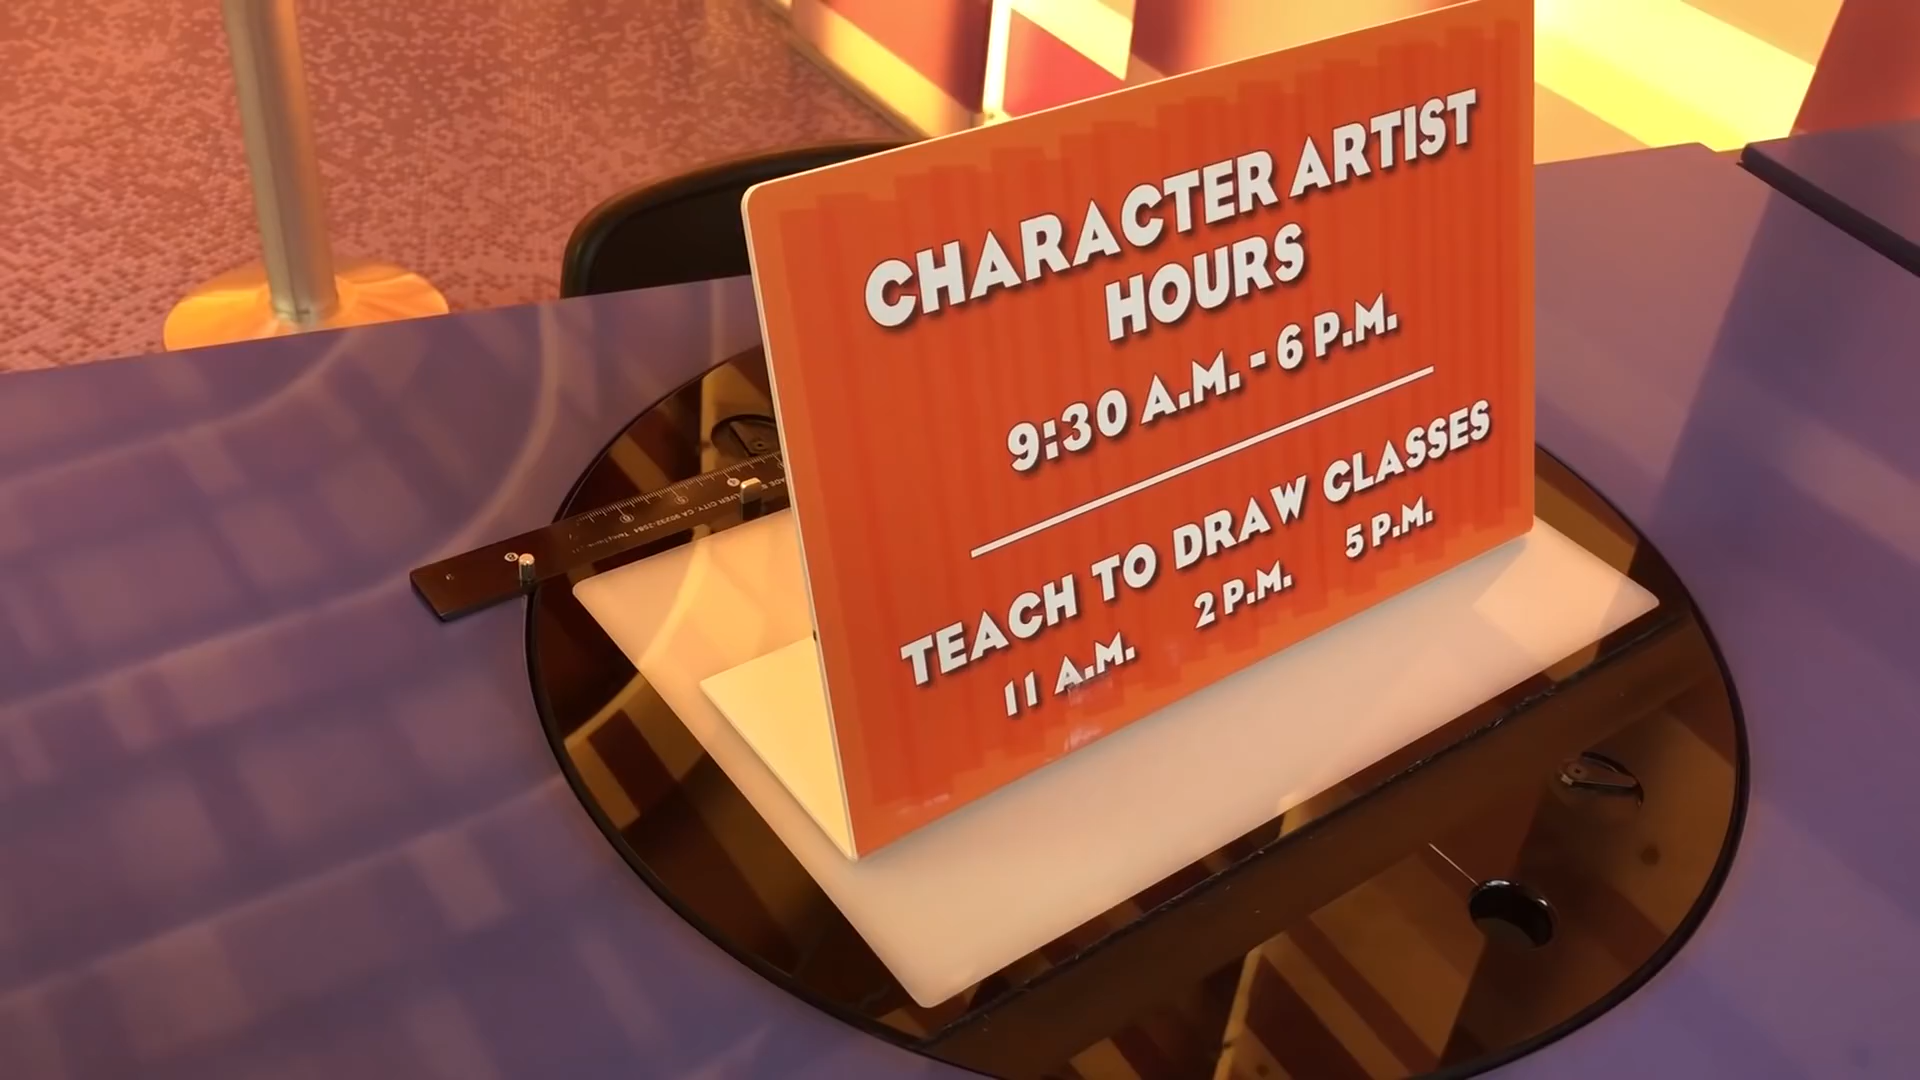 CHARACTER ARTIST
HOURS
9:30 A.M. - 6 P.M.
TEACH TO DRAW CLASSES
11 A.M. 2 P.M. 5 P.M.